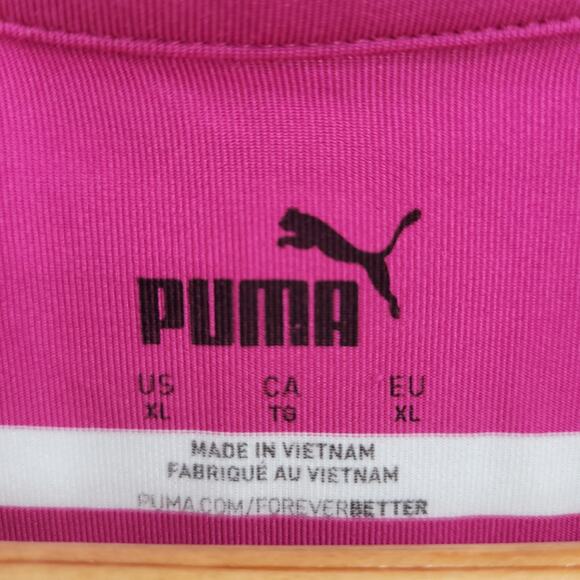 PUMA
US CA EU
XL TG XL
MADE IN VIETNAM
FABRIQUÉ AU VIETNAM
PUMA.COM/FOREVERBETTER